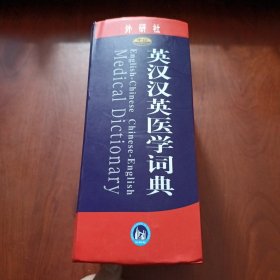 外研社
英汉汉英医学词典
English-Chinese Chinese-English
Medical Dictionary